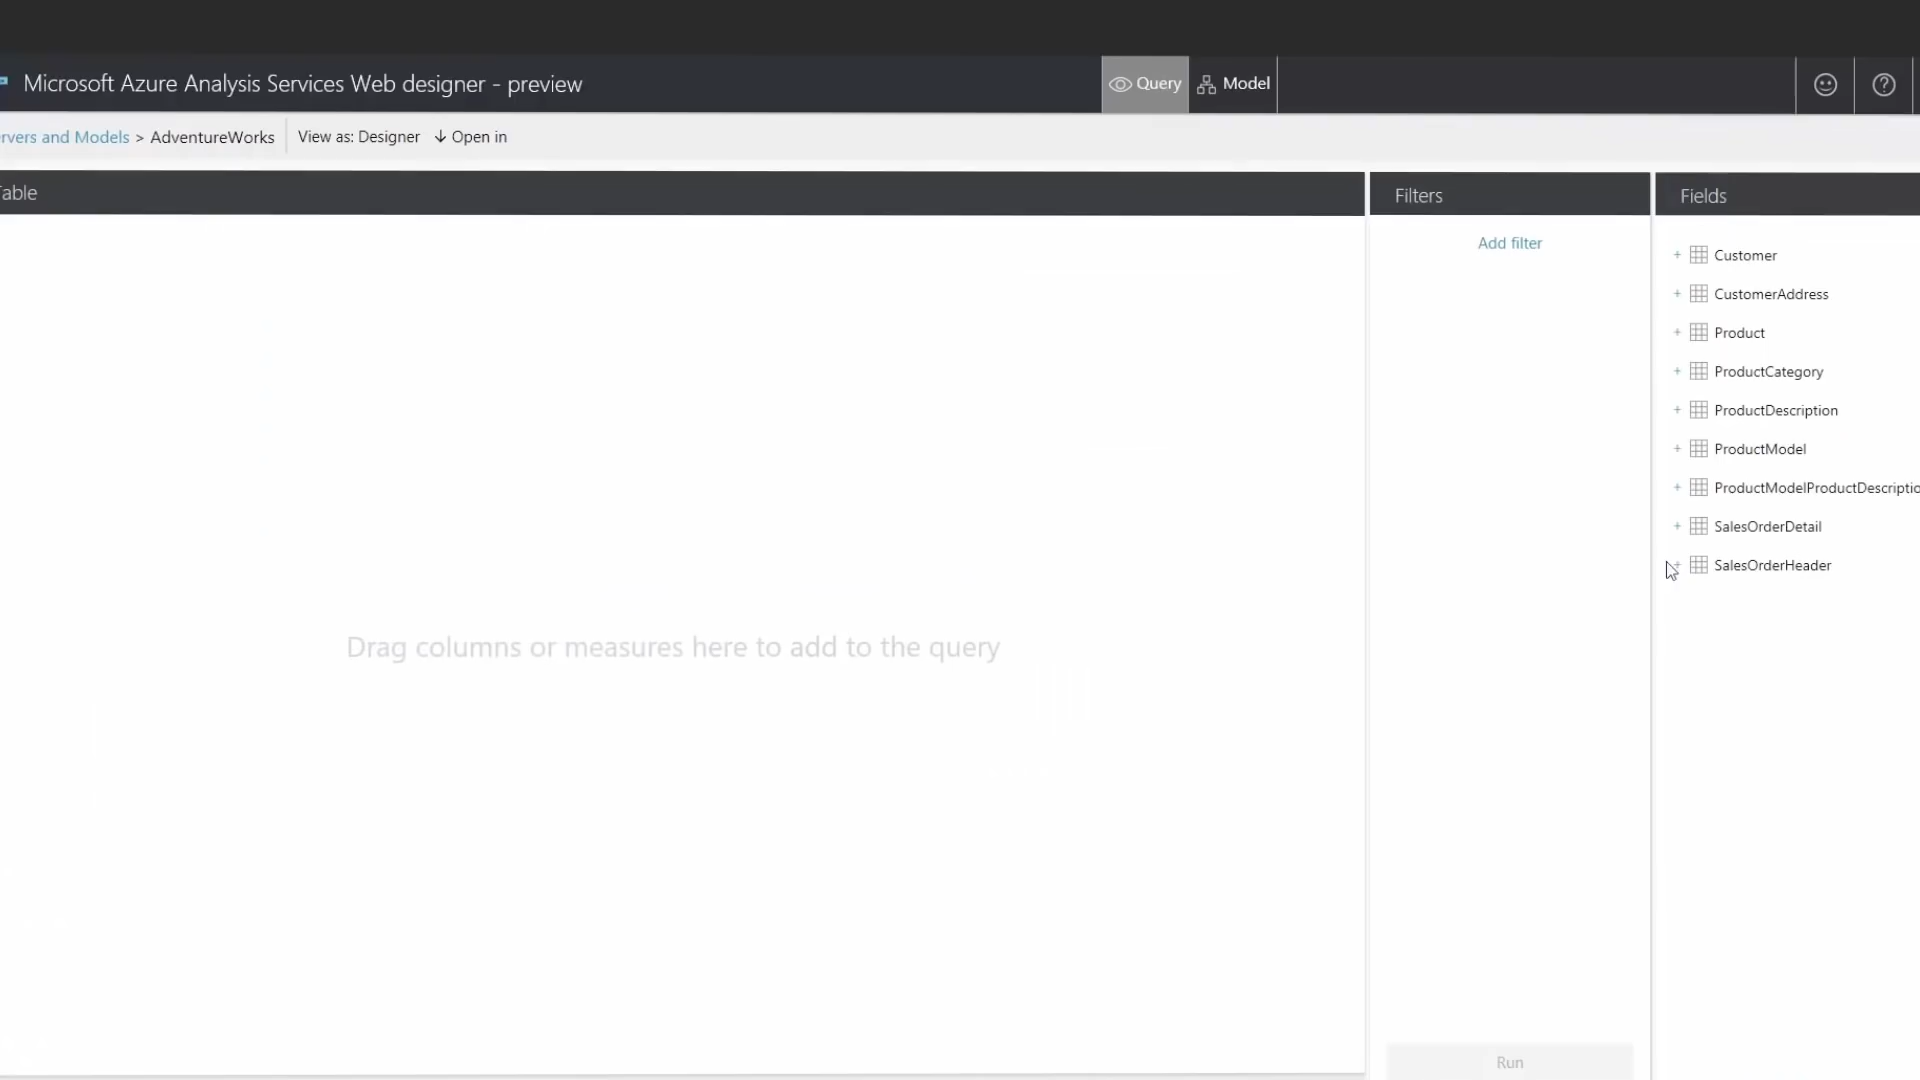 Microsoft Azure Analysis Services Web designer - preview
Query
Model
rvers and Models > AdventureWorks
View as: Designer
Open in
able
Filters
Fields
Add filter
Customer
CustomerAddress
Product
ProductCategory
ProductDescription
ProductModel
ProductModelProductDescriptio
SalesOrderDetail
SalesOrderHeader
Drag columns or measures here to add to the query
Run